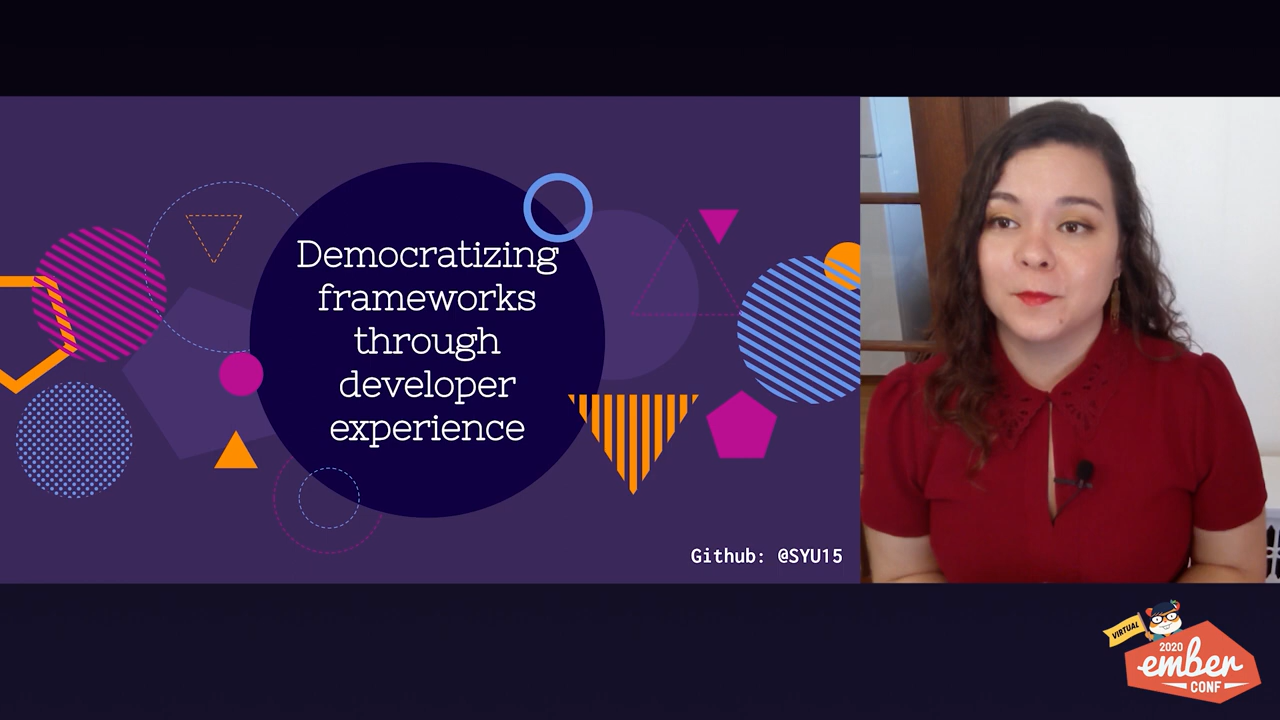 Democratizing
frameworks
through
developer
experience
Github: @SYU15
VIRTUAL
2020
ember
CONF